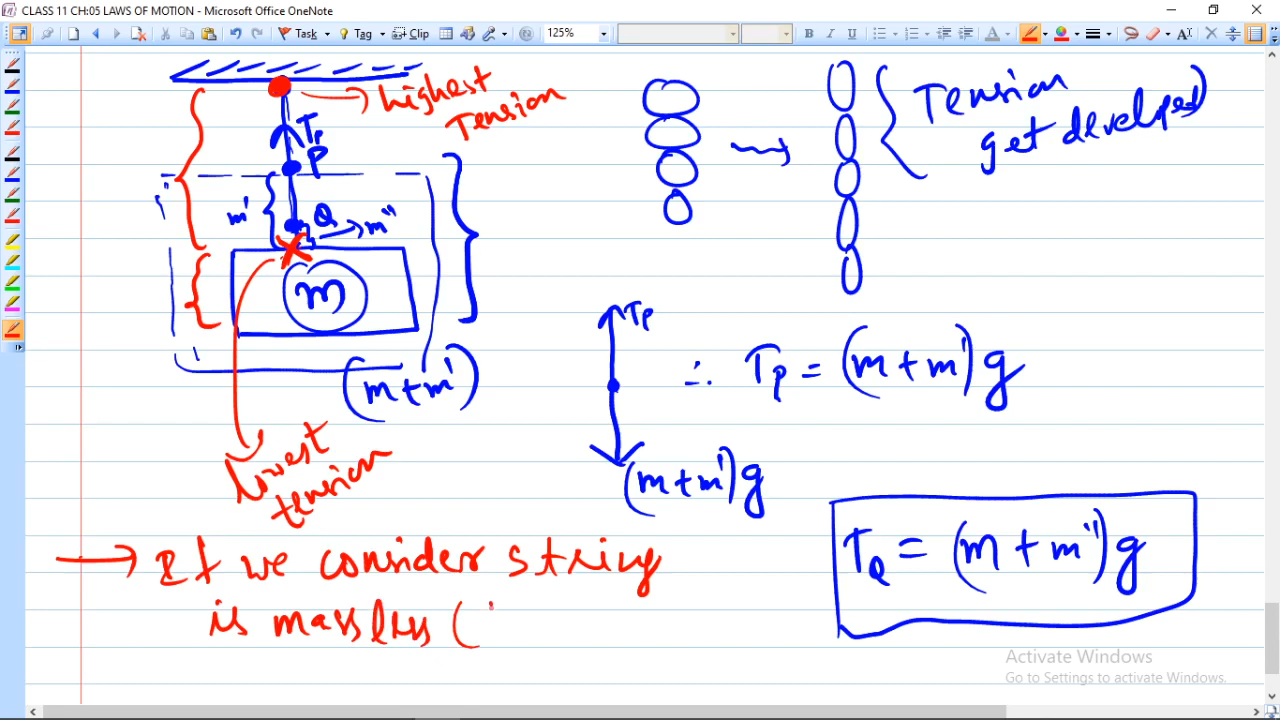 CLASS 11 CH:05 LAWS OF MOTION - Microsoft Office OneNote
Task
Tag
Clip
125%
B I U
highest
Tension
Tp
P
m'
Q
m"
m
(m+m')
Lowest
tension
Tension
get developed
Tp
(m+m')g
∴ Tp = (m+m')g
TQ = (m+m")g
→ If we consider string
is massless (
Activate Windows
Go to Settings to activate Windows.